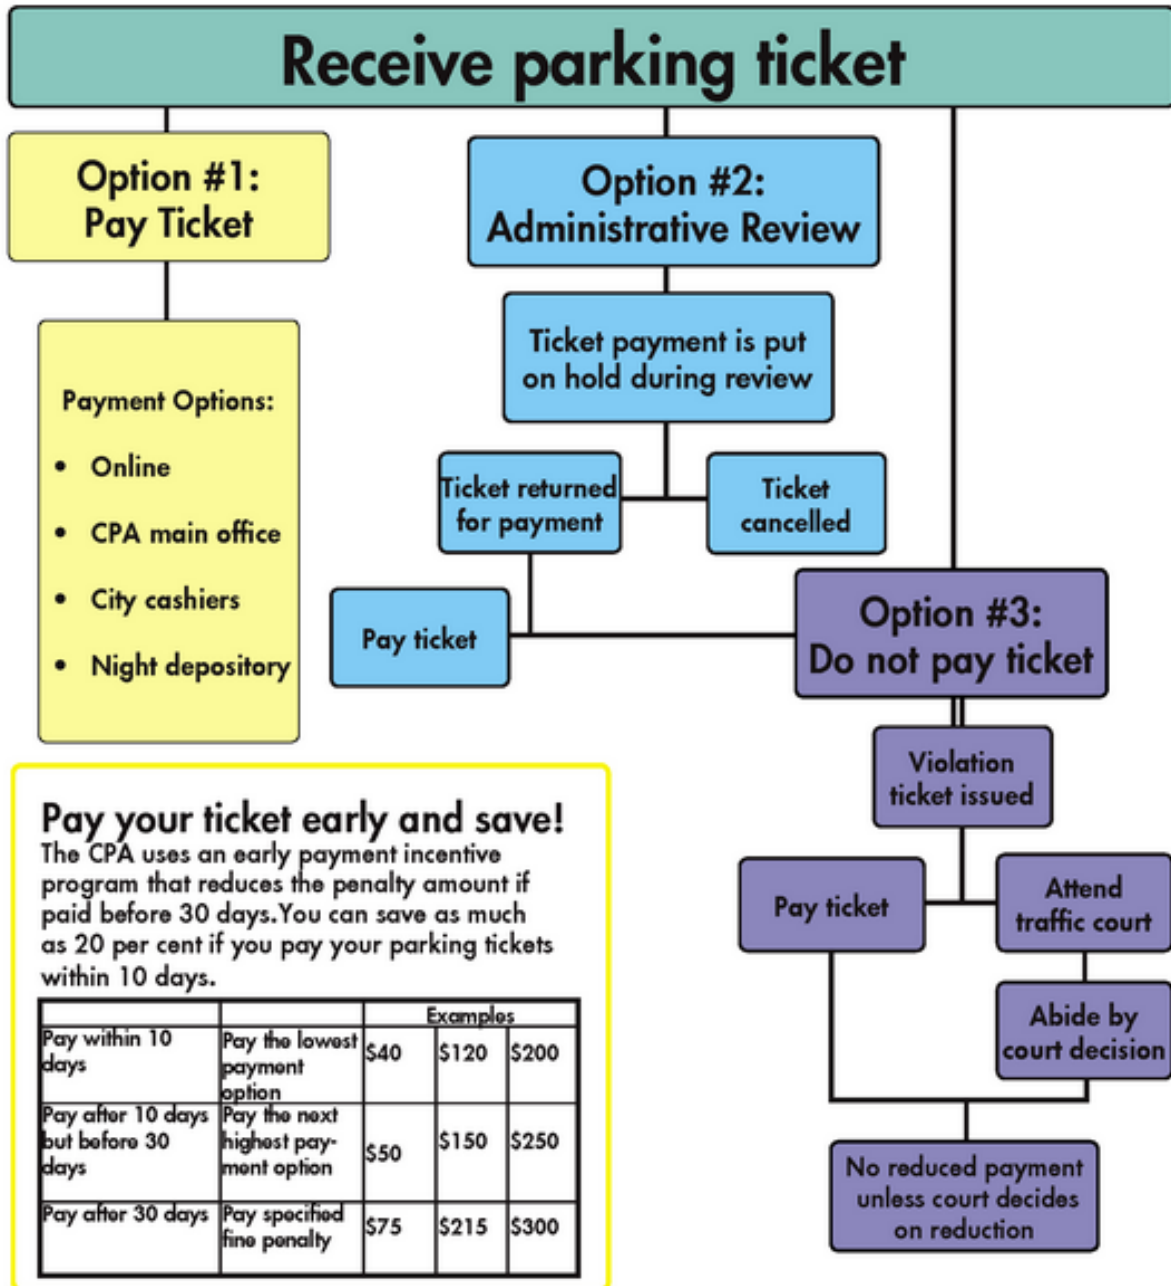 Receive parking ticket
Option #1:
Pay Ticket
Payment Options:
• Online
• CPA main office
• City cashiers
• Night depository
Option #2:
Administrative Review
Ticket payment is put
on hold during review
Ticket returned
for payment
Ticket
cancelled
Pay ticket
Option #3:
Do not pay ticket
Violation
ticket issued
Pay ticket
Attend
traffic court
Abide by
court decision
No reduced payment
unless court decides
on reduction
Pay your ticket early and save!
The CPA uses an early payment incentive
program that reduces the penalty amount if
paid before 30 days.You can save as much
as 20 per cent if you pay your parking tickets
within 10 days.
Examples
Pay within 10
days
Pay the lowest
payment
option
$40 $120 $200
Pay after 10 days
but before 30
days
Pay the next
highest pay-
ment option
$50 $150 $250
Pay after 30 days
Pay specified
fine penalty
$75 $215 $300